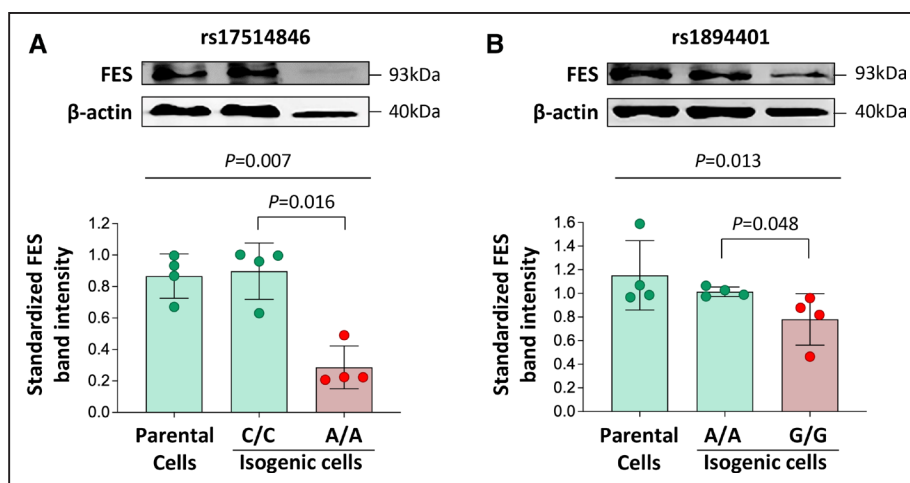 A
rs17514846
FES
93kDa
β-actin
40kDa
P=0.007
P=0.016
Standardized FES
band intensity
1.2
1.0
0.8
0.6
0.4
0.2
0.0
Parental
Cells
C/C
A/A
Isogenic cells
B
rs1894401
FES
93kDa
β-actin
40kDa
P=0.013
P=0.048
Standardized FES
band intensity
1.6
1.4
1.2
1.0
0.8
0.6
0.4
0.2
0.0
Parental
Cells
A/A
G/G
Isogenic cells